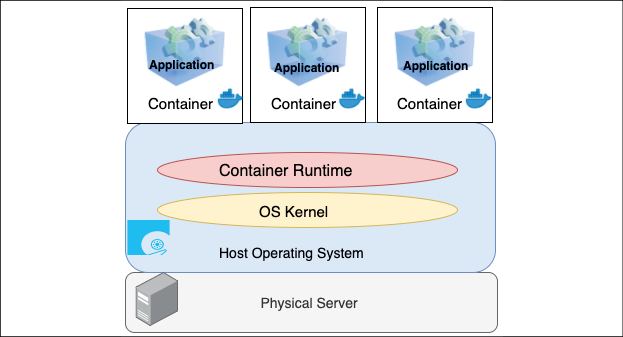 Application
Container
Application
Container
Application
Container
Container Runtime
OS Kernel
Host Operating System
Physical Server